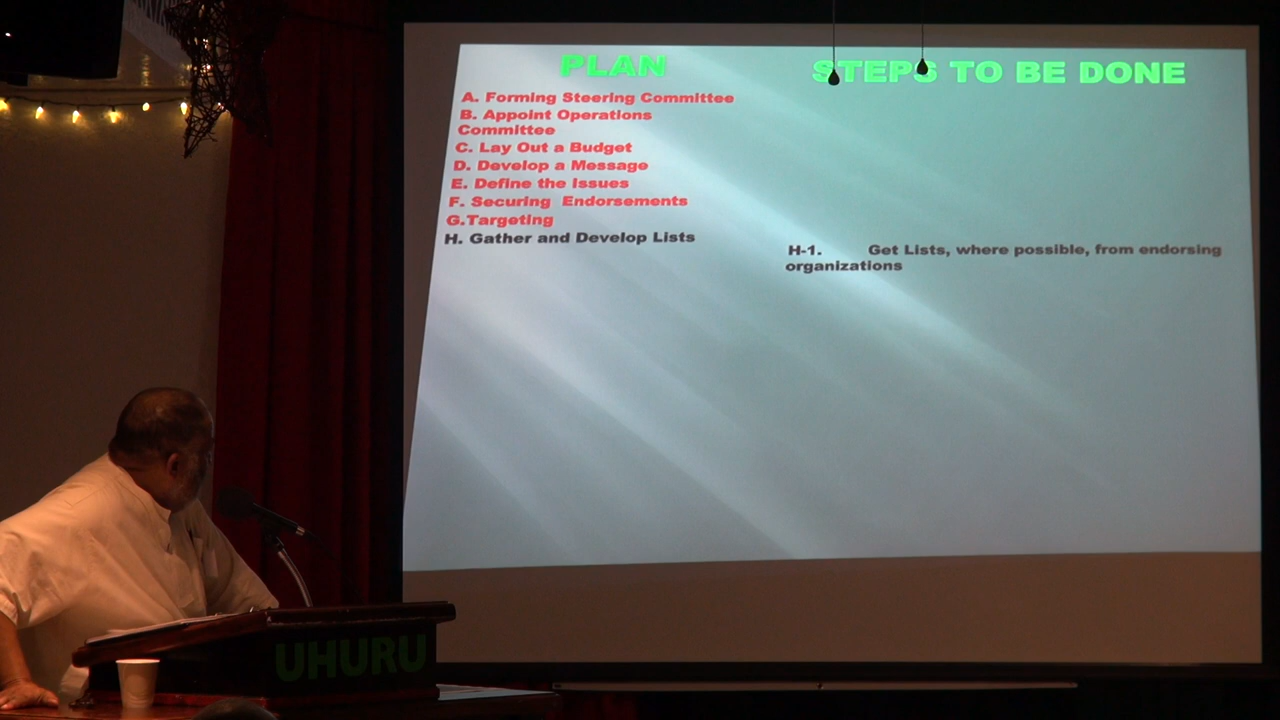 PLAN
STEPS TO BE DONE
A. Forming Steering Committee
B. Appoint Operations
Committee
C. Lay Out a Budget
D. Develop a Message
E. Define the Issues
F. Securing Endorsements
G.Targeting
H. Gather and Develop Lists
H-1. Get Lists, where possible, from endorsing
organizations
UHURU